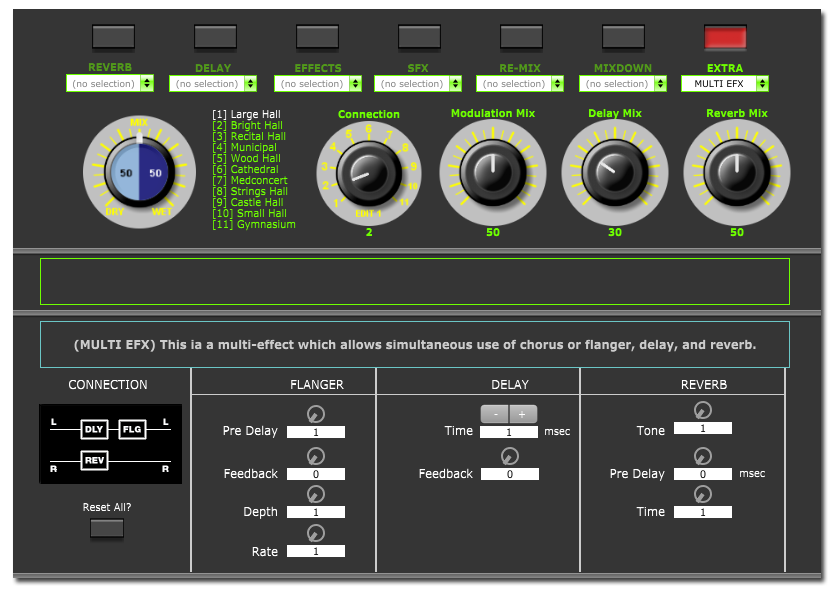 REVERB DELAY EFFECTS SFX RE-MIX MIXDOWN EXTRA
(no selection) (no selection) (no selection) (no selection) (no selection) (no selection) MULTI EFX
MIX
50 50
DRY WET
[1] Large Hall
[2] Bright Hall
[3] Recital Hall
[4] Municipal
[5] Wood Hall
[6] Cathedral
[7] Medconcert
[8] Strings Hall
[9] Castle Hall
[10] Small Hall
[11] Gymnasium
Connection
1 2 3 4 5 6 7 8 9 10 11
EDIT 1
2
Modulation Mix
50
Delay Mix
30
Reverb Mix
50
(MULTI EFX) This ia a multi-effect which allows simultaneous use of chorus or flanger, delay, and reverb.
CONNECTION
L DLY FLG L
R REV R
Reset All?
FLANGER
Pre Delay 1
Feedback 0
Depth 1
Rate 1
DELAY
- +
Time 1 msec
Feedback 0
REVERB
Tone 1
Pre Delay 0 msec
Time 1